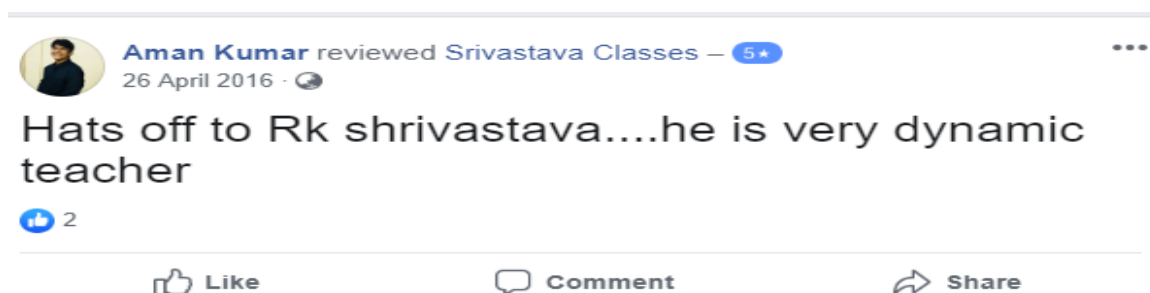 Aman Kumar reviewed Srivastava Classes – 5★
26 April 2016 ·
Hats off to Rk shrivastava....he is very dynamic
teacher
2
Like Comment Share